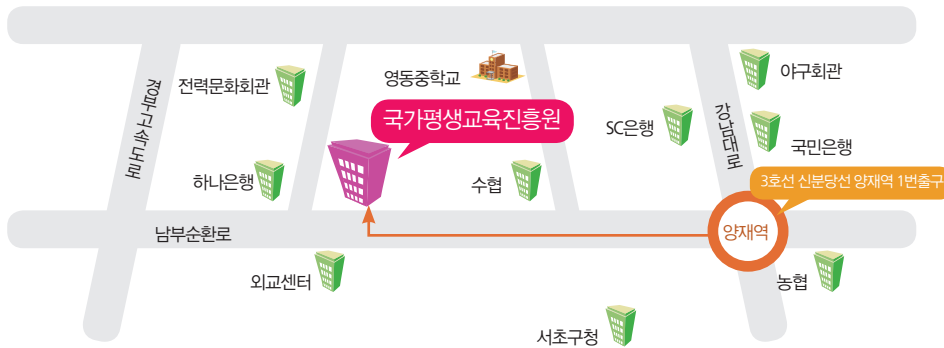 영동중학교
야구회관
전력문화회관
경부고속도로
국가평생교육진흥원
강남대로
SC은행
국민은행
하나은행
수협
3호선 신분당선 양재역 1번출구
남부순환로
양재역
외교센터
농협
서초구청